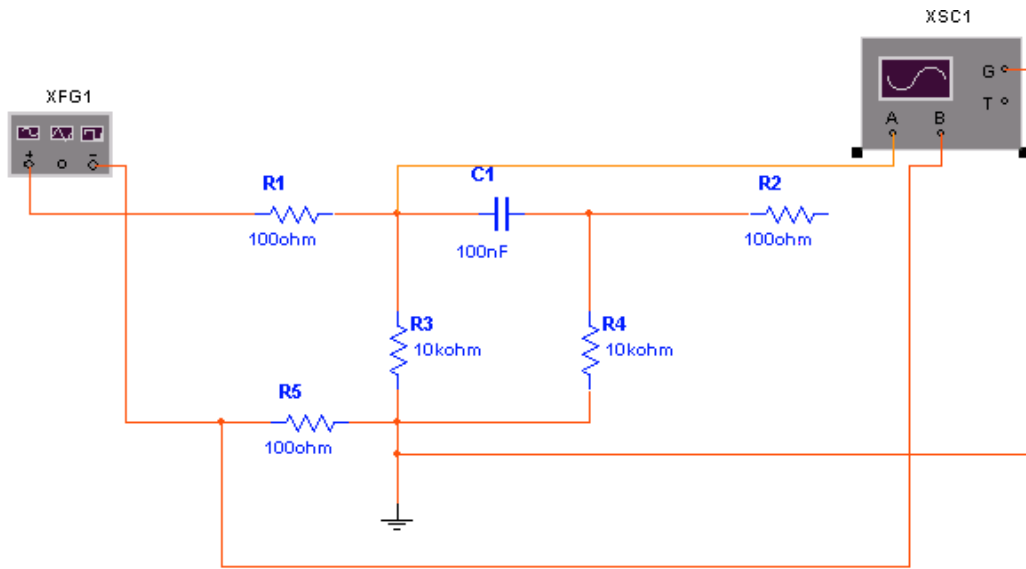 XSC1
G
T
A
B
XFG1
+
-
R1
100ohm
C1
100nF
R2
100ohm
R3
10kohm
R4
10kohm
R5
100ohm